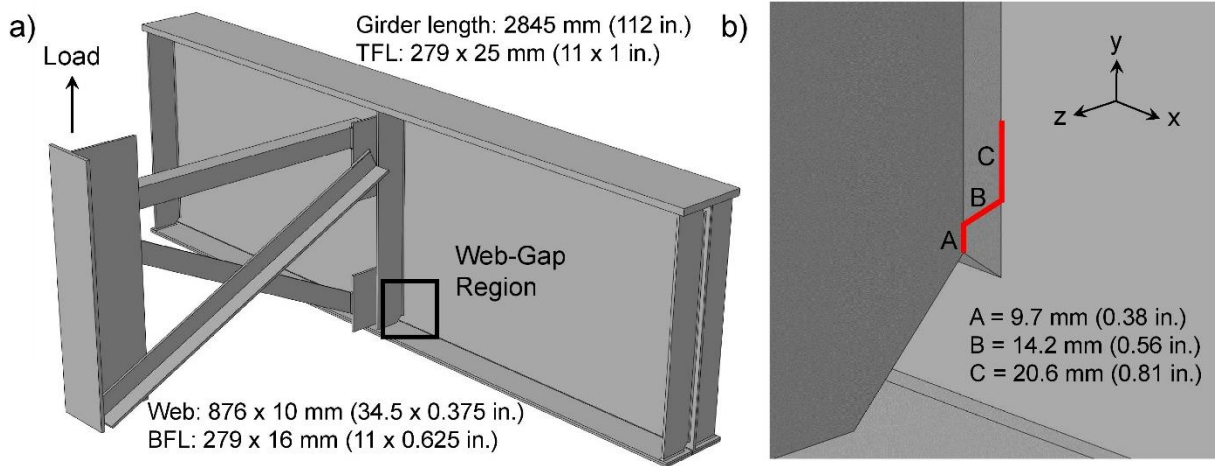 a)
Girder length: 2845 mm (112 in.)
TFL: 279 x 25 mm (11 x 1 in.)
Load
Web-Gap
Region
Web: 876 x 10 mm (34.5 x 0.375 in.)
BFL: 279 x 16 mm (11 x 0.625 in.)
b)
y
z
x
C
B
A
A = 9.7 mm (0.38 in.)
B = 14.2 mm (0.56 in.)
C = 20.6 mm (0.81 in.)